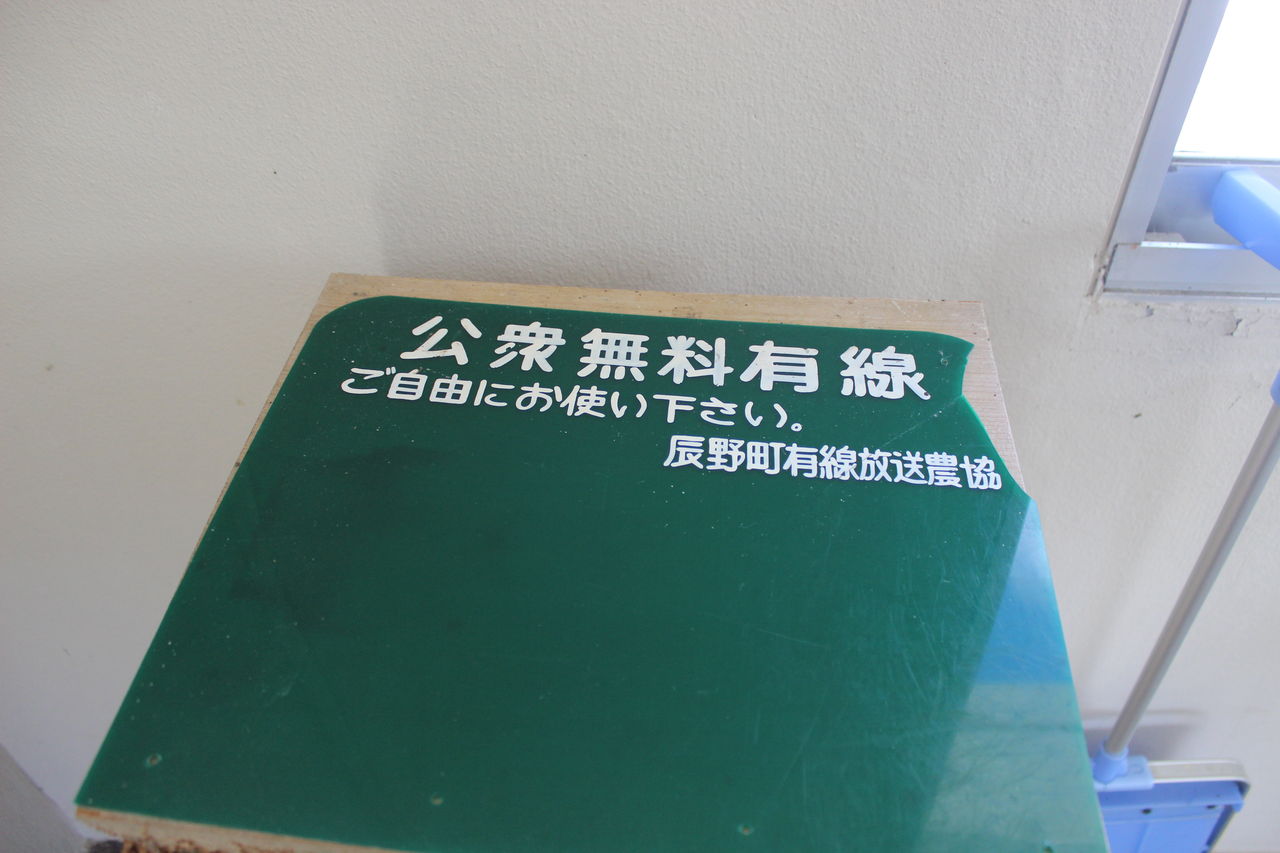 公衆無料有線
ご自由にお使い下さい。
辰野町有線放送農協